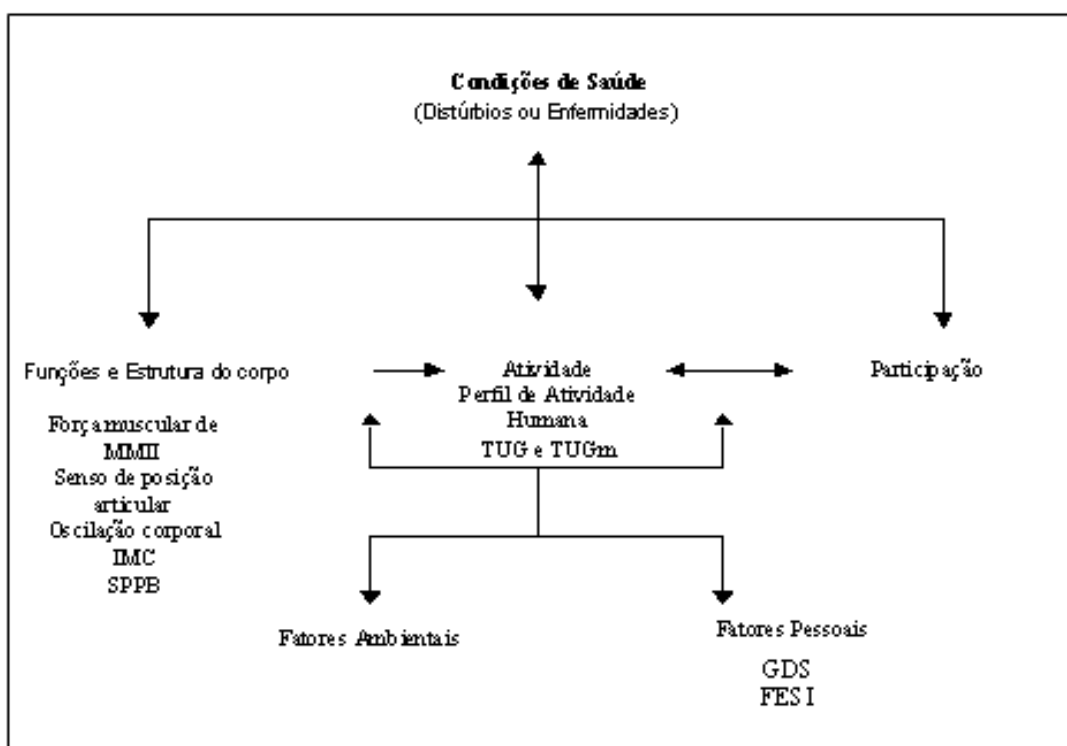 Condições de Saúde
(Distúrbios ou Enfermidades)
Funções e Estrutura do corpo
Força muscular de
MMII
Senso de posição
articular
Oscilação corporal
IMC
SPPB
Atividade
Perfil de Atividade
Humana
TUG e TUGm
Participação
Fatores Ambientais
Fatores Pessoais
GDS
FES I